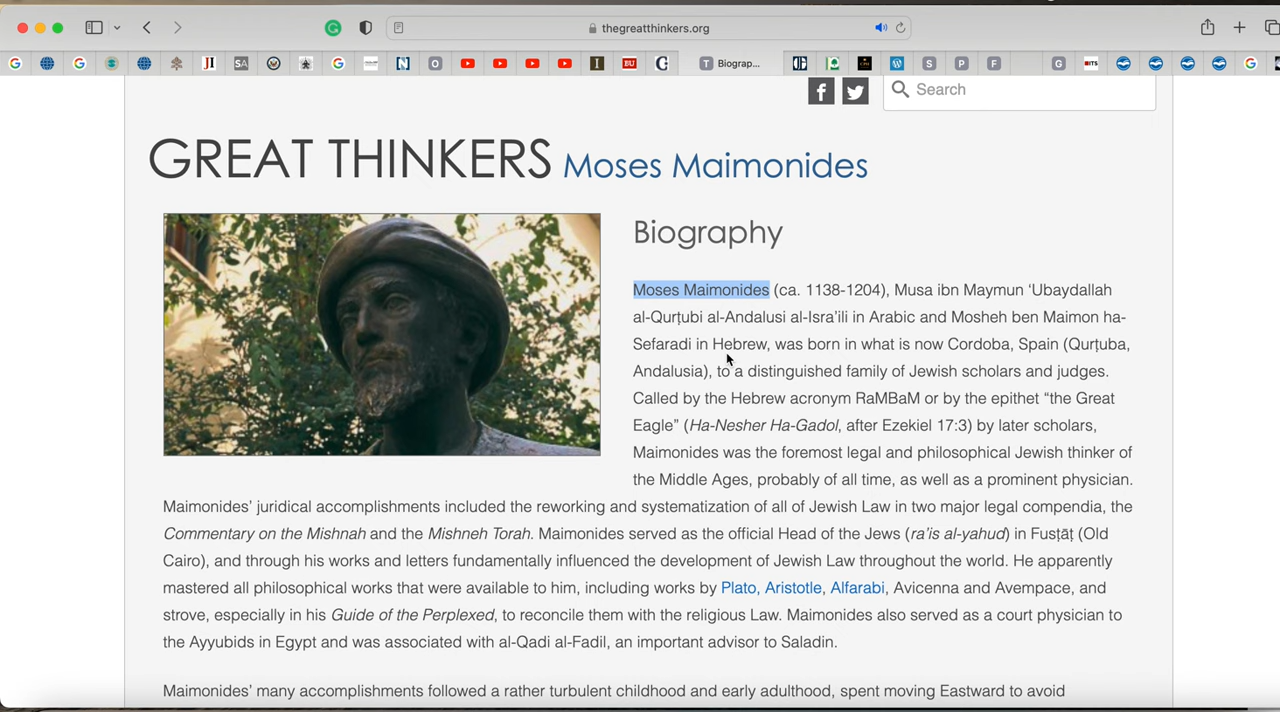 thegreatthinkers.org
G G JI SA G N O BU C T Biograp... W S P F G BITS G
f Search
GREAT THINKERS Moses Maimonides
Biography
Moses Maimonides (ca. 1138-1204), Musa ibn Maymun ‘Ubaydallah
al-Qurṭubi al-Andalusi al-Isra’ili in Arabic and Mosheh ben Maimon ha-
Sefaradi in Hebrew, was born in what is now Cordoba, Spain (Qurṭuba,
Andalusia), to a distinguished family of Jewish scholars and judges.
Called by the Hebrew acronym RaMBaM or by the epithet “the Great
Eagle” (Ha-Nesher Ha-Gadol, after Ezekiel 17:3) by later scholars,
Maimonides was the foremost legal and philosophical Jewish thinker of
the Middle Ages, probably of all time, as well as a prominent physician.
Maimonides’ juridical accomplishments included the reworking and systematization of all of Jewish Law in two major legal compendia, the
Commentary on the Mishnah and the Mishneh Torah. Maimonides served as the official Head of the Jews (ra’is al-yahud) in Fusṭāṭ (Old
Cairo), and through his works and letters fundamentally influenced the development of Jewish Law throughout the world. He apparently
mastered all philosophical works that were available to him, including works by Plato, Aristotle, Alfarabi, Avicenna and Avempace, and
strove, especially in his Guide of the Perplexed, to reconcile them with the religious Law. Maimonides also served as a court physician to
the Ayyubids in Egypt and was associated with al-Qadi al-Fadil, an important advisor to Saladin.
Maimonides’ many accomplishments followed a rather turbulent childhood and early adulthood, spent moving Eastward to avoid